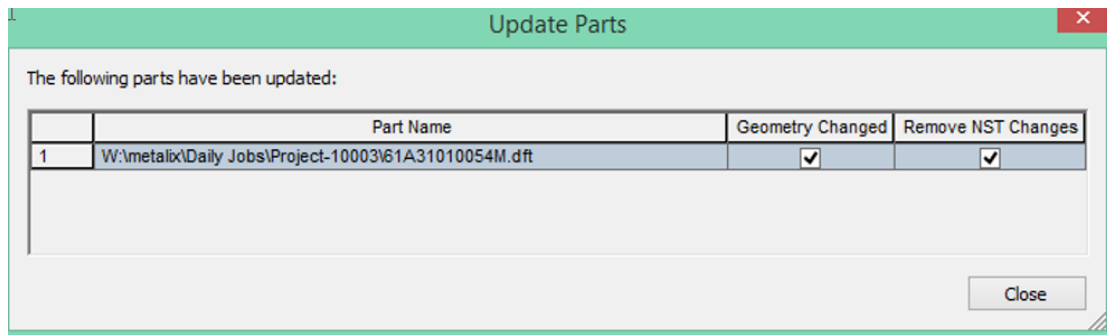 Update Parts
The following parts have been updated:
Part Name Geometry Changed Remove NST Changes
1 W:\metalix\Daily Jobs\Project-10003\61A31010054M.dft
Close